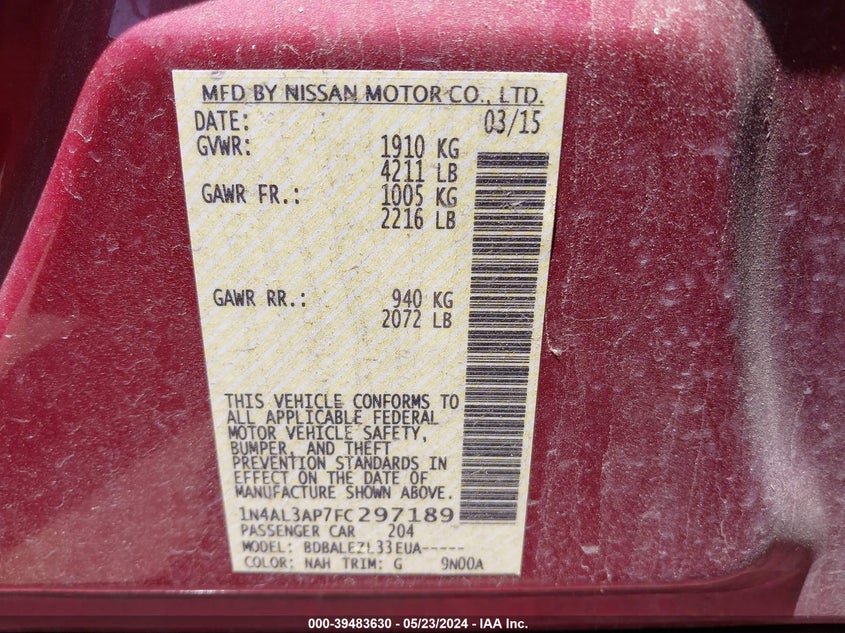 MFD BY NISSAN MOTOR CO., LTD.
DATE: 03/15
GVWR: 1910 KG
4211 LB
GAWR FR.: 1005 KG
2216 LB
GAWR RR.: 940 KG
2072 LB
THIS VEHICLE CONFORMS TO
ALL APPLICABLE FEDERAL
MOTOR VEHICLE SAFETY,
BUMPER, AND THEFT
PREVENTION STANDARDS IN
EFFECT ON THE DATE OF
MANUFACTURE SHOWN ABOVE.
1N4AL3AP7FC297189
PASSENGER CAR 204
MODEL: BDBALEZL33EUA-----
COLOR: NAH TRIM: G 9N00A
000-39483630 - 05/23/2024 - IAA Inc.